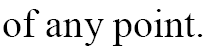 of any point.